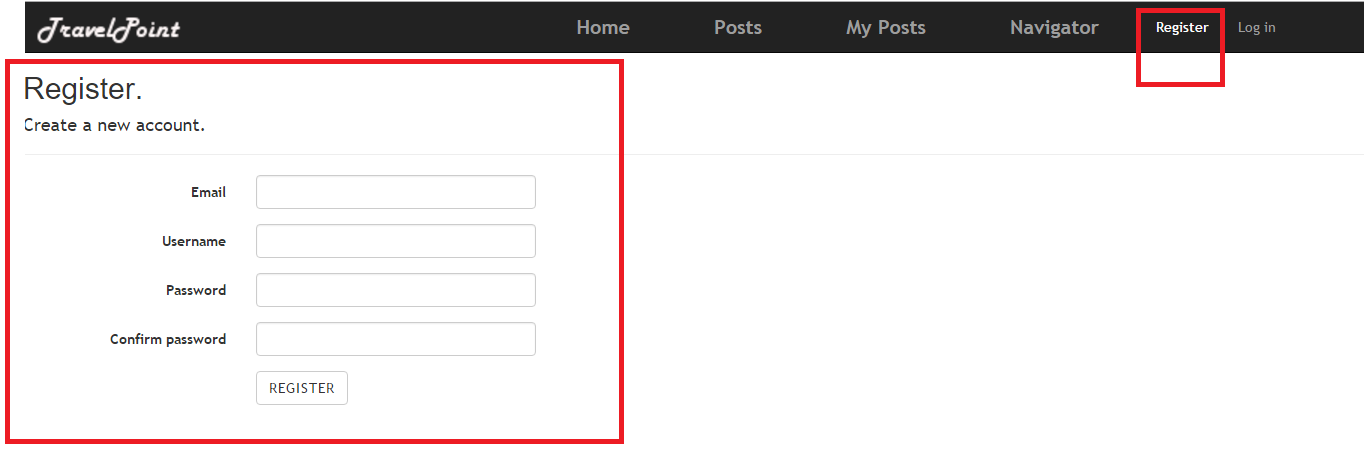 TravelPoint Home Posts My Posts Navigator Register Log in
Register.
Create a new account.
Email
Username
Password
Confirm password
REGISTER